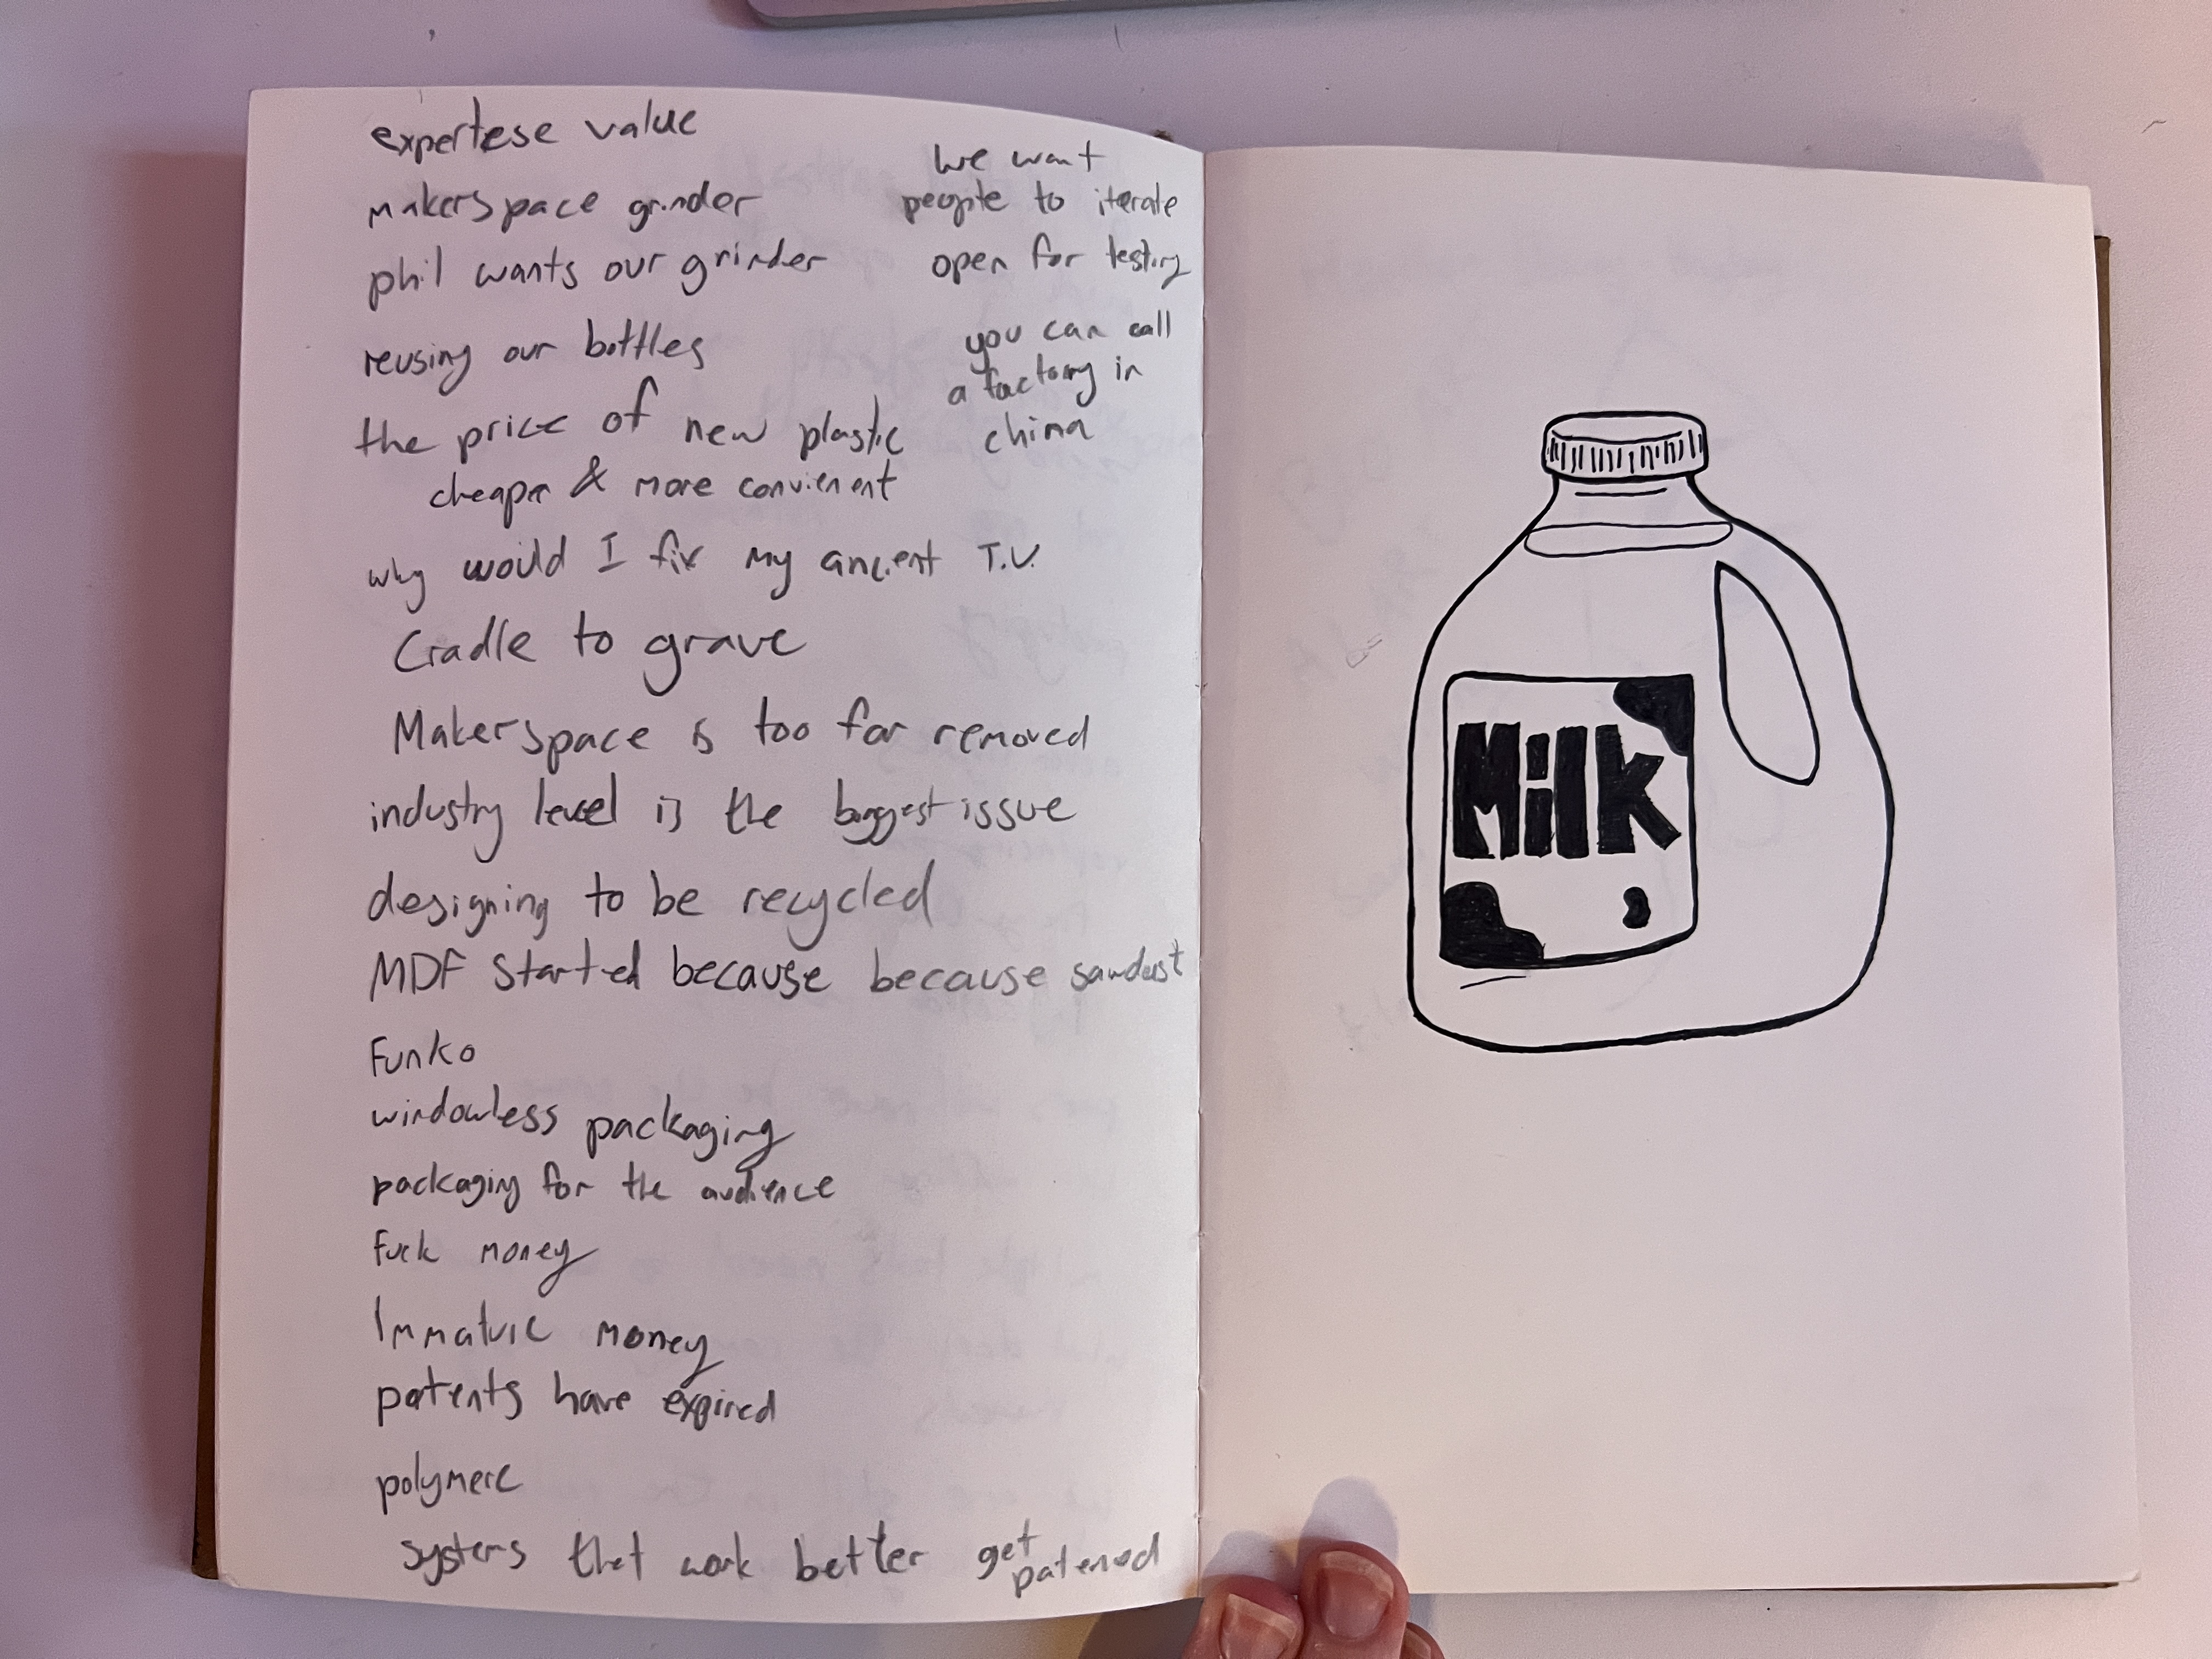 expertese value
makerspace grinder
phil wants our grinder
reusing our bottles
the price of new plastic
cheaper & more convienent
why would I fix my ancient T.V.
Cradle to grave
Makerspace is too far removed
industry level is the biggest issue
designing to be recycled
MDF started because because sawdust
Funko
windowless packaging
packaging for the audience
fuck money
Immature money
patents have expired
polymere
systems that work better get
patened
we want
people to iterate
open for testing
you can call
a factory in
china
Milk